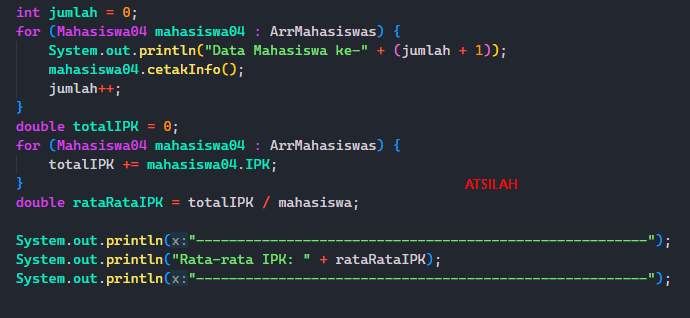 int jumlah = 0;
for (Mahasiswa04 mahasiswa04 : ArrMahasiswas) {
    System.out.println("Data Mahasiswa ke-" + (jumlah + 1));
    mahasiswa04.cetakInfo();
    jumlah++;
}
double totalIPK = 0;
for (Mahasiswa04 mahasiswa04 : ArrMahasiswas) {
    totalIPK += mahasiswa04.IPK;
}
ATSILAH
double rataRataIPK = totalIPK / mahasiswa;
System.out.println(x:"-------------------------------------------------------");
System.out.println("Rata-rata IPK: " + rataRataIPK);
System.out.println(x:"-------------------------------------------------------");